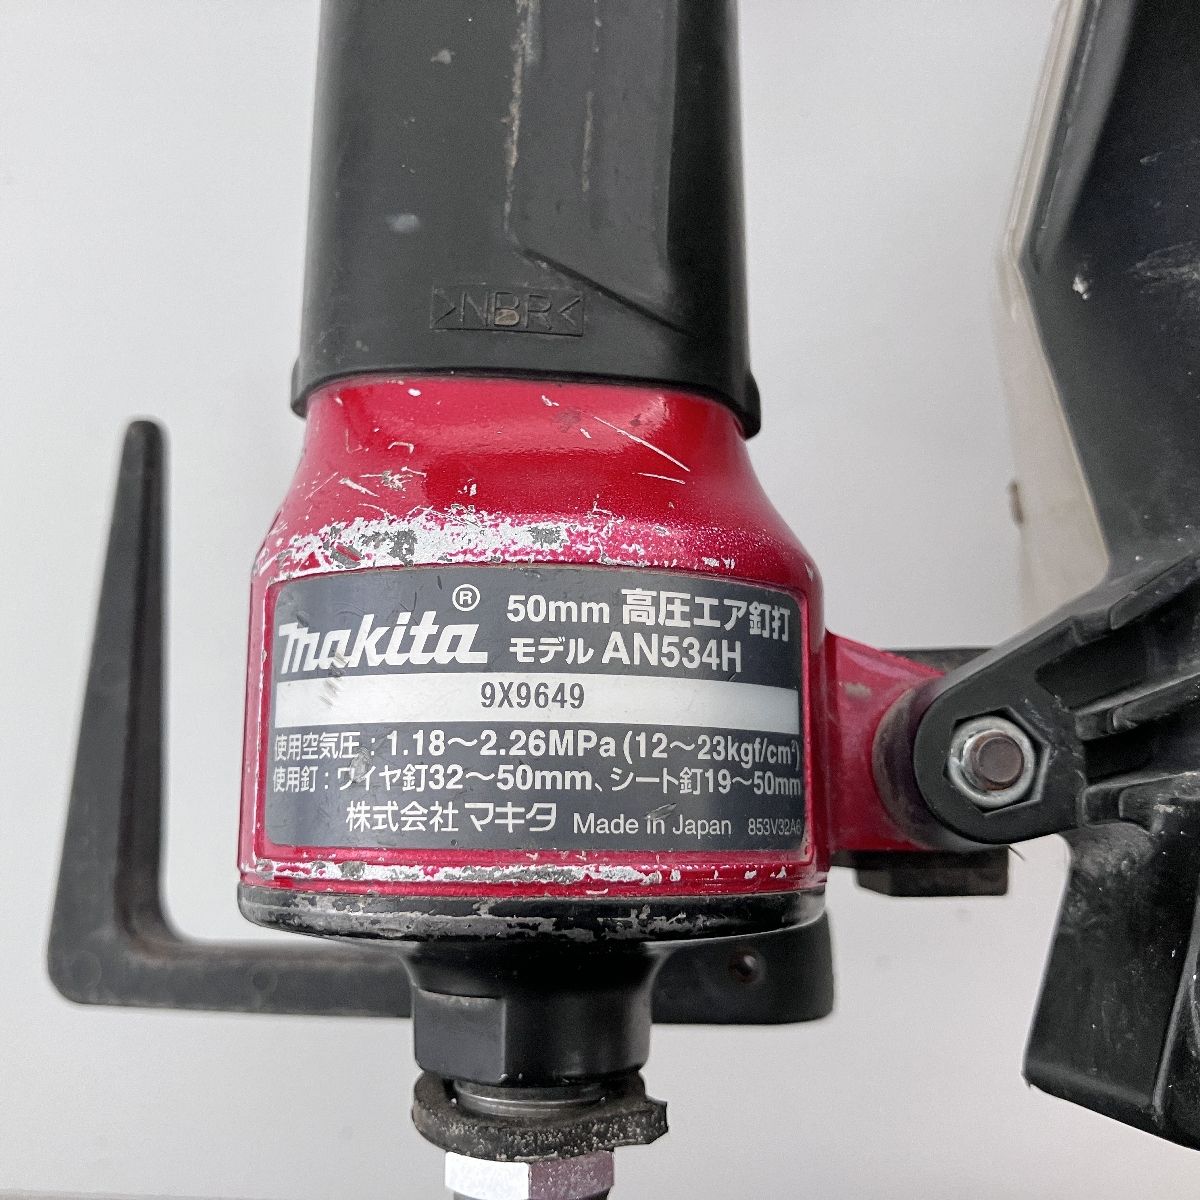 >NBR<
makita® 50mm 高圧エア釘打
モデル AN534H
9X9649
使用空気圧：1.18〜2.26MPa(12〜23kgf/cm²)
使用釘：ワイヤ釘32〜50mm、シート釘19〜50mm
株式会社マキタ Made in Japan 853V32A6